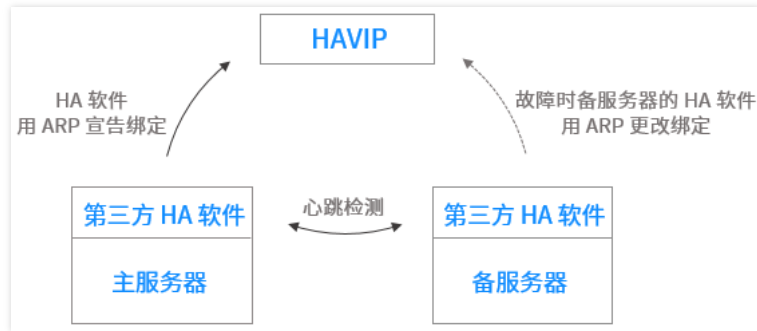 HAVIP
HA 软件
用 ARP 宣告绑定
故障时备服务器的 HA 软件
用 ARP 更改绑定
第三方 HA 软件
心跳检测
第三方 HA 软件
主服务器
备服务器